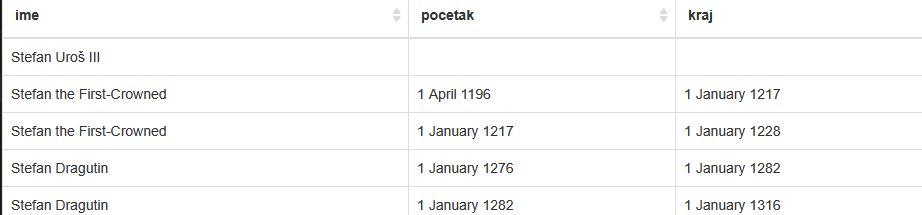 ime pocetak kraj
Stefan Uroš III
Stefan the First-Crowned 1 April 1196 1 January 1217
Stefan the First-Crowned 1 January 1217 1 January 1228
Stefan Dragutin 1 January 1276 1 January 1282
Stefan Dragutin 1 January 1282 1 January 1316